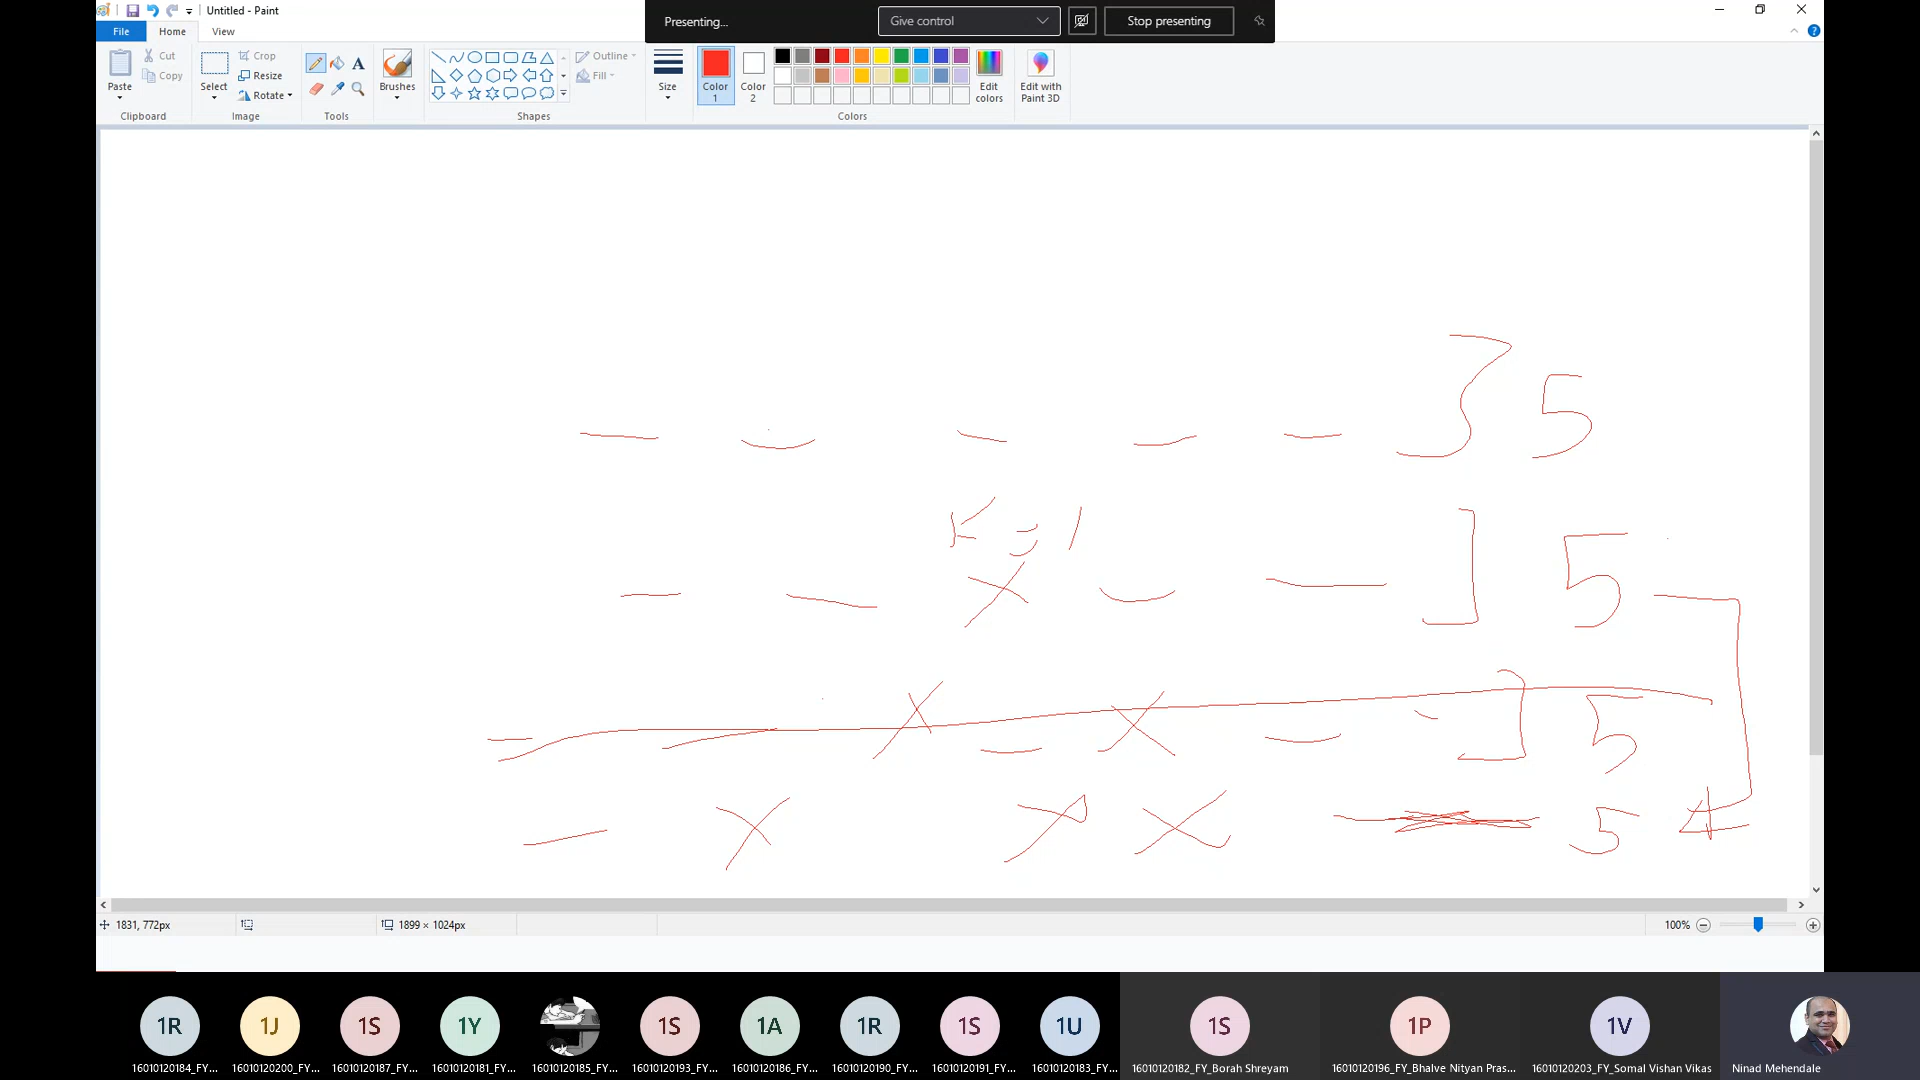 Untitled - Paint
Presenting...
Give control
Stop presenting
File Home View
Cut
Copy
Paste
Clipboard
Crop
Resize
Rotate
Select
Image
Tools
Brushes
Outline
Fill
Shapes
Size
Color 1
Color 2
Edit colors
Colors
Edit with Paint 3D
5
K = 1
5
5
5 4
1831, 772px
1899 × 1024px
100%
1R 1J 1S 1Y 1S 1A 1R 1S 1U 1S 1P 1V
16010120184_FY... 16010120200_FY... 16010120187_FY... 16010120181_FY... 16010120185_FY... 16010120193_FY... 16010120186_FY... 16010120190_FY... 16010120191_FY... 16010120183_FY... 16010120182_FY_Borah Shreyam 16010120196_FY_Bhalve Nityan Pras... 16010120203_FY_Somal Vishan Vikas Ninad Mehendale